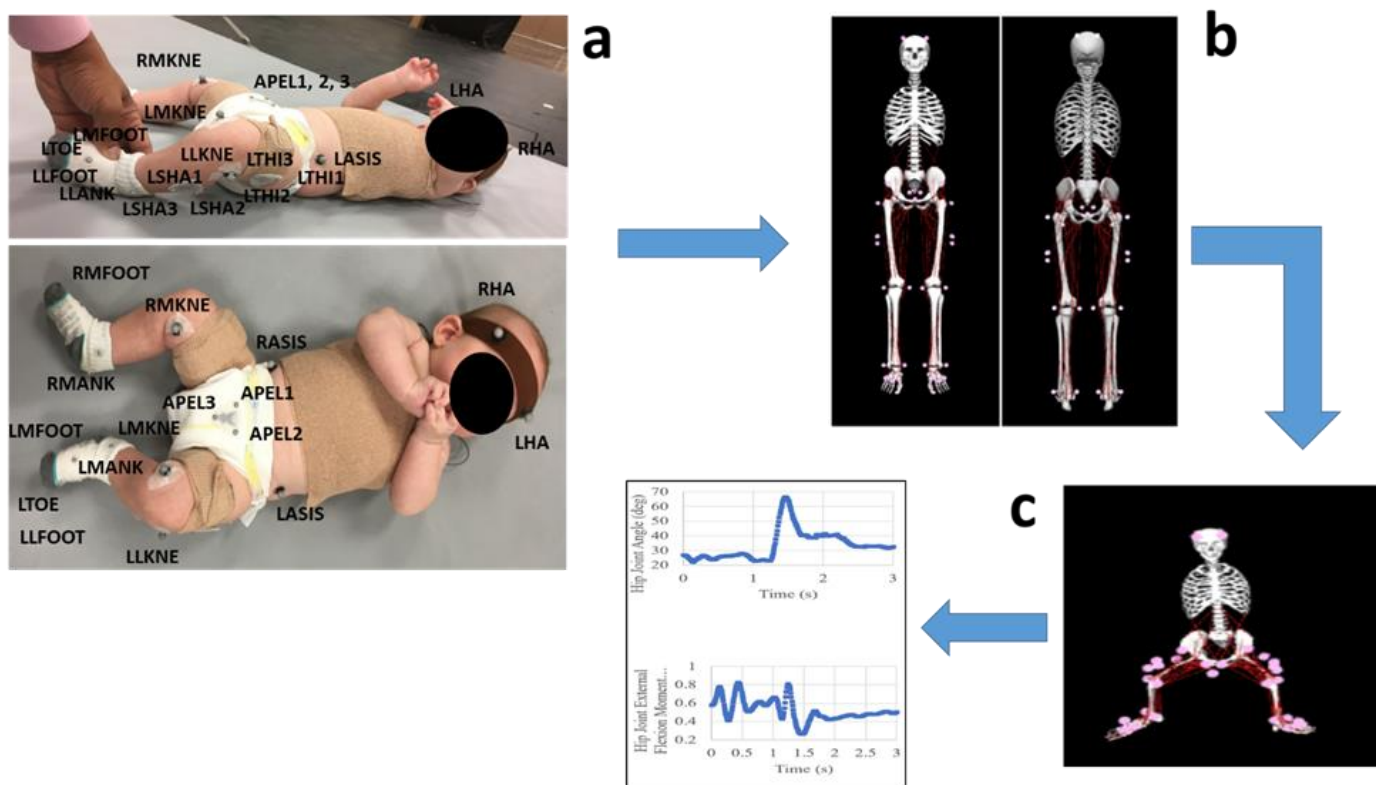 a
RMKNE
APEL1, 2, 3
LHA
LMKNE
LMFOOT
LTOE
RHA
LLKNE
LTHI3
LASIS
LLFOOT
LSHA1
LTHI1
LLANK
LTHI2
LSHA3
LSHA2
RMFOOT
RHA
RMKNE
RASIS
RMANK
APEL3
APEL1
LMFOOT
LMKNE
APEL2
LHA
LMANK
LTOE
LASIS
LLFOOT
LLKNE
b
c
Hip Joint Angle (deg)
70
60
50
40
30
20
0 1 2 3
Time (s)
Hip Joint External
Flexion Moment...
1
0.8
0.6
0.4
0.2
0 0.5 1 1.5 2 2.5 3
Time (s)